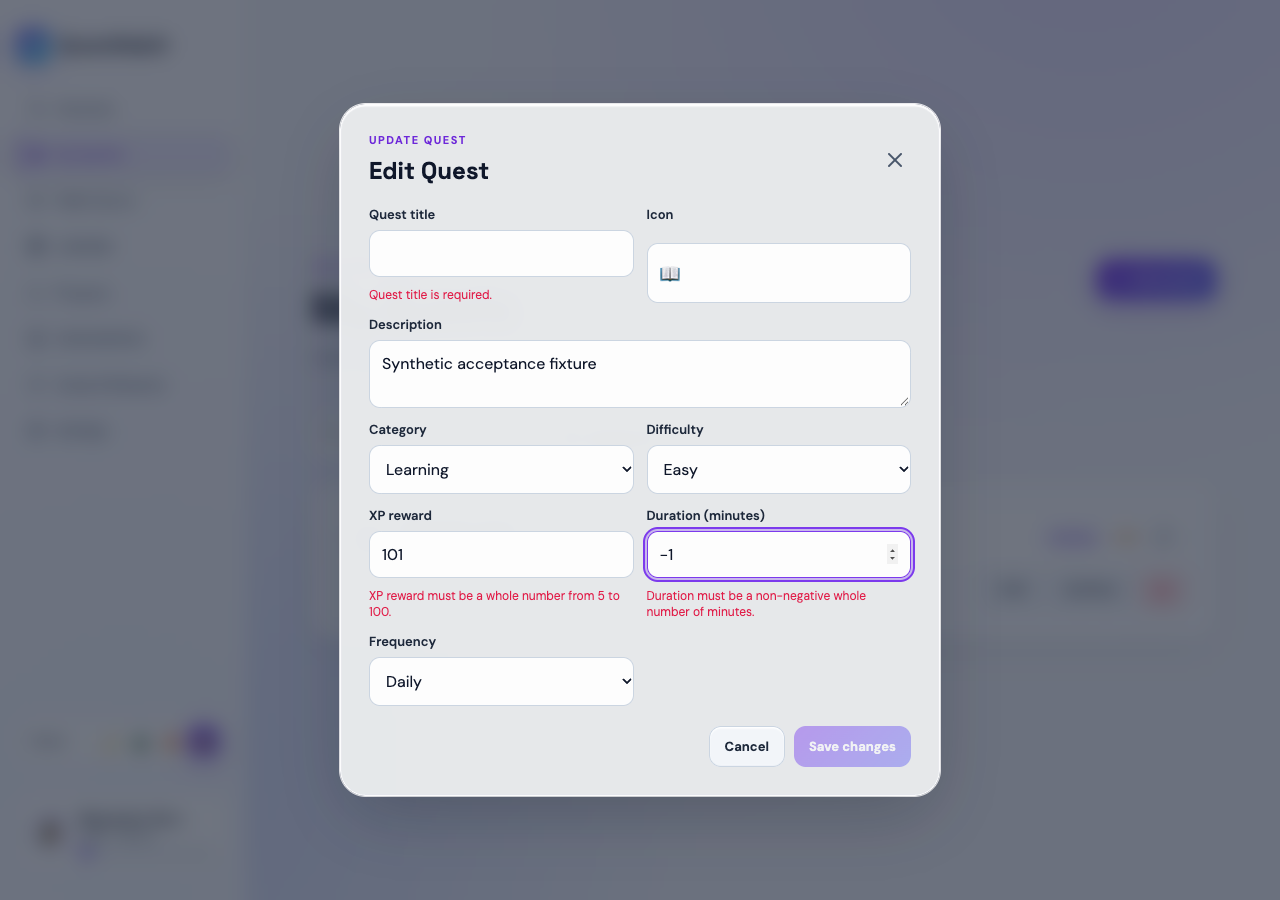 UPDATE QUEST
Edit Quest
Quest title
Icon
📖
Quest title is required.
Description
Synthetic acceptance fixture
Category
Difficulty
Learning
Easy
XP reward
Duration (minutes)
101
-1
XP reward must be a whole number from 5 to
100.
Duration must be a non-negative whole
number of minutes.
Frequency
Daily
Cancel
Save changes